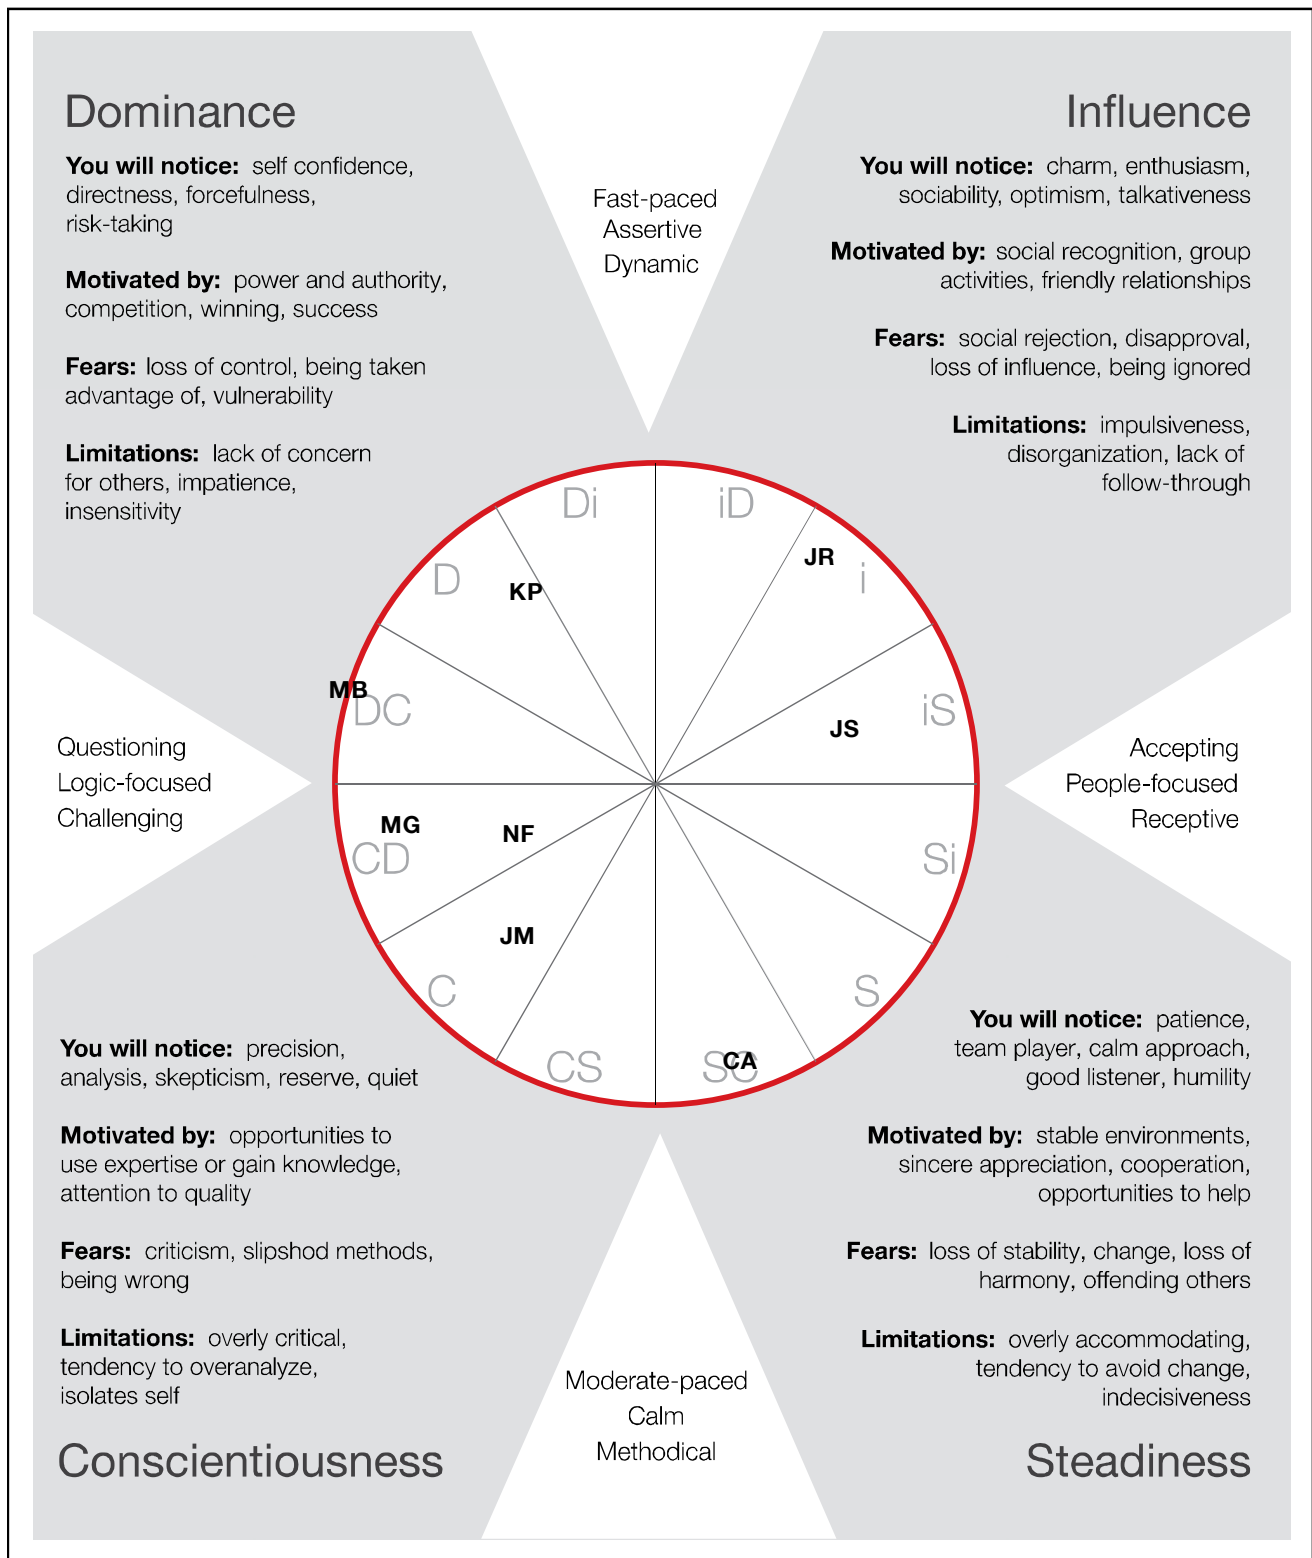 Dominance
You will notice: self confidence,
directness, forcefulness,
risk-taking
Motivated by: power and authority,
competition, winning, success
Fears: loss of control, being taken
advantage of, vulnerability
Limitations: lack of concern
for others, impatience,
insensitivity
Fast-paced
Assertive
Dynamic
Influence
You will notice: charm, enthusiasm,
sociability, optimism, talkativeness
Motivated by: social recognition, group
activities, friendly relationships
Fears: social rejection, disapproval,
loss of influence, being ignored
Limitations: impulsiveness,
disorganization, lack of
follow-through
Di
iD
D
KP
JR
i
MB
DC
JS
iS
Questioning
Logic-focused
Challenging
Accepting
People-focused
Receptive
MG
CD
NF
Si
JM
C
S
CS
SC
CA
You will notice: precision,
analysis, skepticism, reserve, quiet
Motivated by: opportunities to
use expertise or gain knowledge,
attention to quality
Fears: criticism, slipshod methods,
being wrong
Limitations: overly critical,
tendency to overanalyze,
isolates self
Conscientiousness
Moderate-paced
Calm
Methodical
You will notice: patience,
team player, calm approach,
good listener, humility
Motivated by: stable environments,
sincere appreciation, cooperation,
opportunities to help
Fears: loss of stability, change, loss of
harmony, offending others
Limitations: overly accommodating,
tendency to avoid change,
indecisiveness
Steadiness